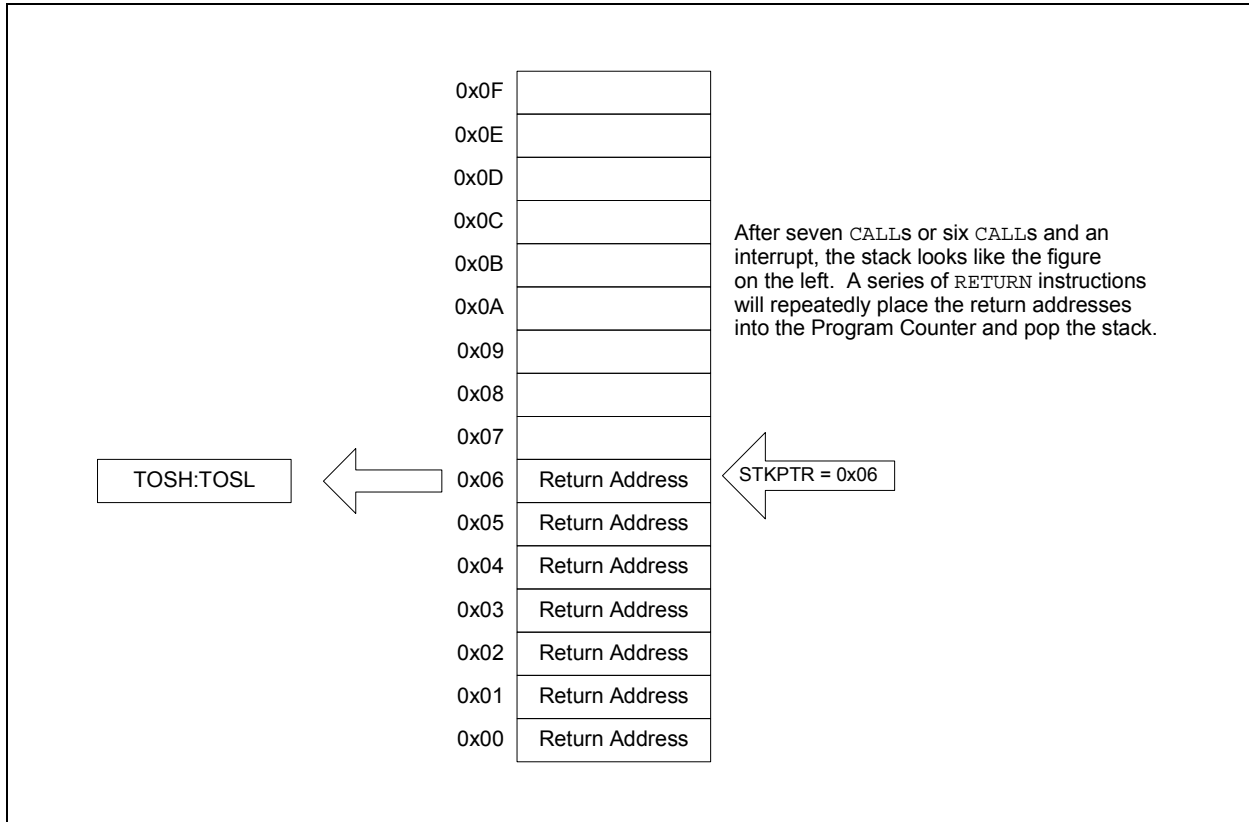 0x0F
0x0E
0x0D
0x0C
0x0B
0x0A
0x09
0x08
0x07
0x06 Return Address
0x05 Return Address
0x04 Return Address
0x03 Return Address
0x02 Return Address
0x01 Return Address
0x00 Return Address
TOSH:TOSL
STKPTR = 0x06
After seven CALLs or six CALLs and an
interrupt, the stack looks like the figure
on the left. A series of RETURN instructions
will repeatedly place the return addresses
into the Program Counter and pop the stack.